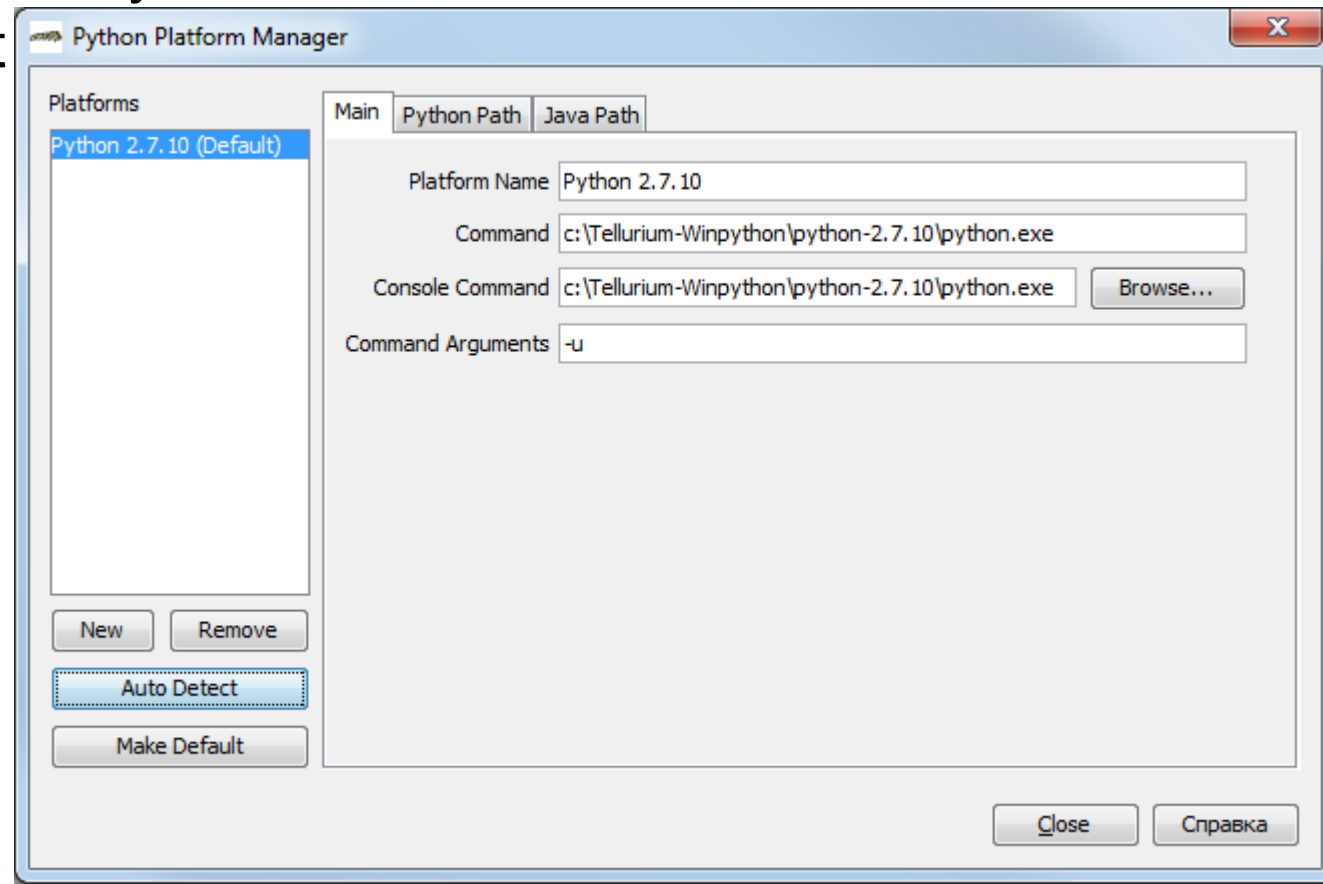 Python Platform Manager
Platforms
Python 2.7.10 (Default)
New
Remove
Auto Detect
Make Default
Main
Python Path
Java Path
Platform Name Python 2.7.10
Command c:\Tellurium-Winpython\python-2.7.10\python.exe
Console Command c:\Tellurium-Winpython\python-2.7.10\python.exe Browse...
Command Arguments -u
Close
Справка